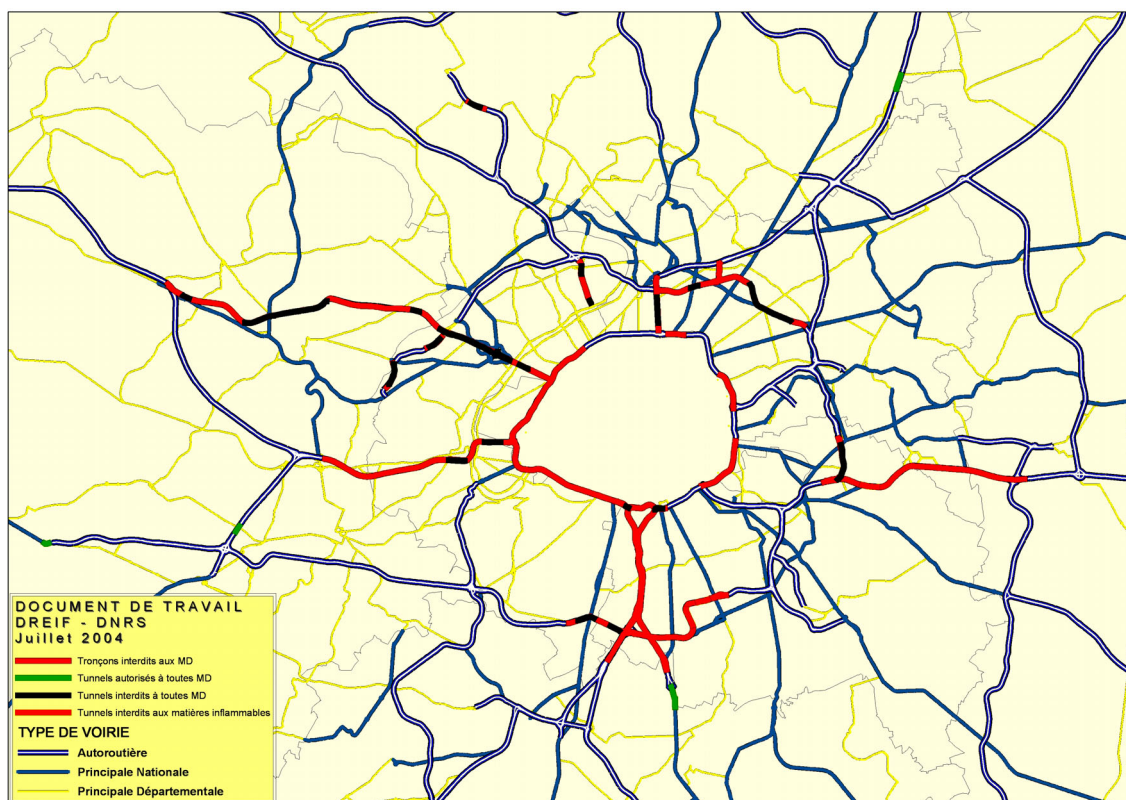 DOCUMENT DE TRAVAIL
DREIF - DNRS
Juillet 2004
Tronçons interdits aux MD
Tunnels autorisés à toutes MD
Tunnels interdits à toutes MD
Tunnels interdits aux matières inflammables
TYPE DE VOIRIE
Autoroutière
Principale Nationale
Principale Départementale